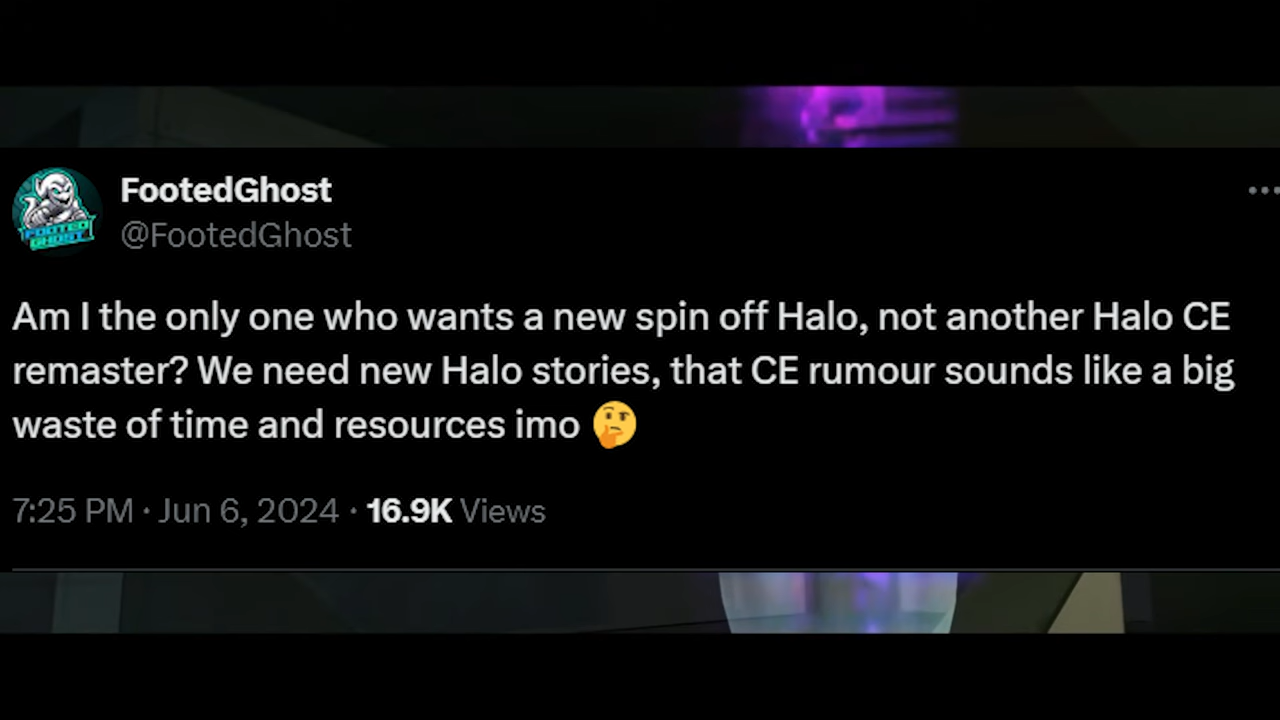 FootedGhost
@FootedGhost
FOOTED
GHOST
Am I the only one who wants a new spin off Halo, not another Halo CE
remaster? We need new Halo stories, that CE rumour sounds like a big
waste of time and resources imo 🤔
7:25 PM · Jun 6, 2024 · 16.9K Views